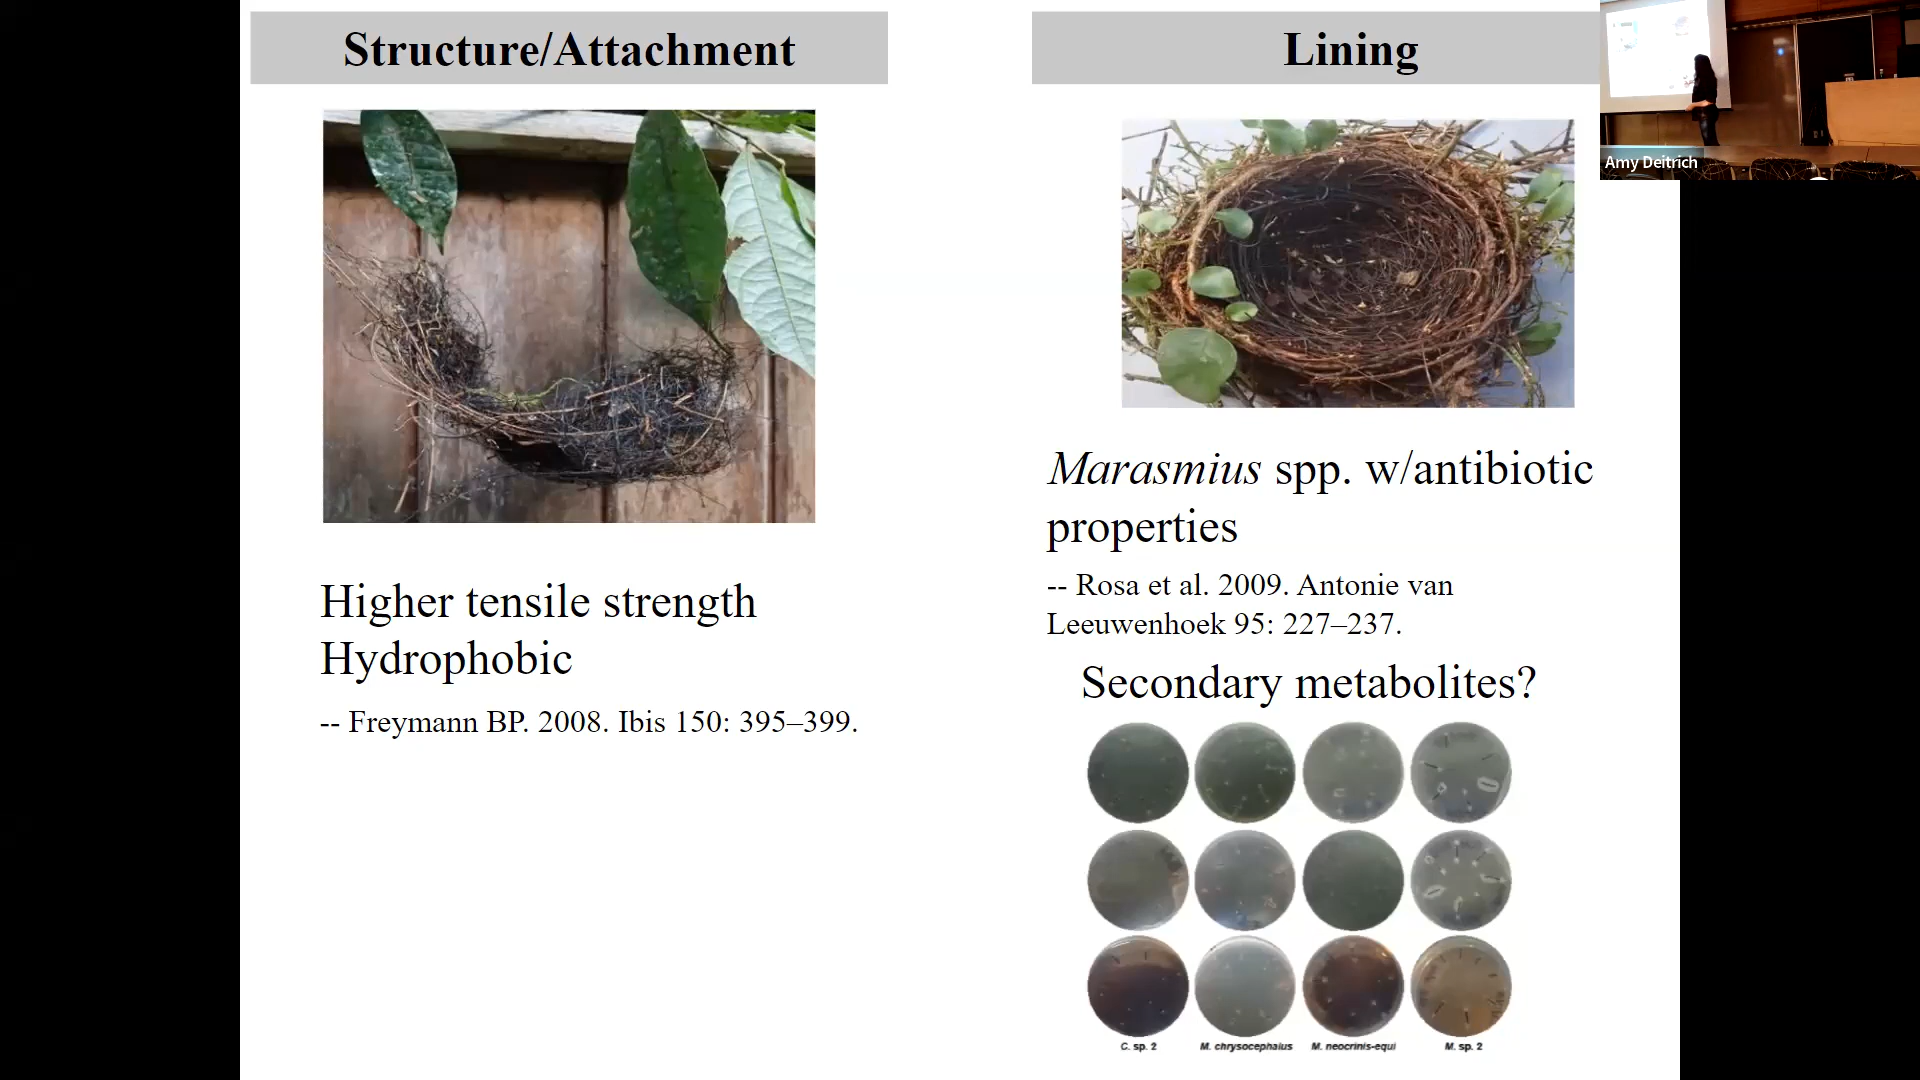 Structure/Attachment
Higher tensile strength
Hydrophobic
-- Freymann BP. 2008. Ibis 150: 395–399.
Lining
Marasmius spp. w/antibiotic
properties
-- Rosa et al. 2009. Antonie van
Leeuwenhoek 95: 227–237.
Secondary metabolites?
C. sp. 2
M. chrysocephalus
M. neocrinis-equi
M. sp. 2
Amy Deitrich